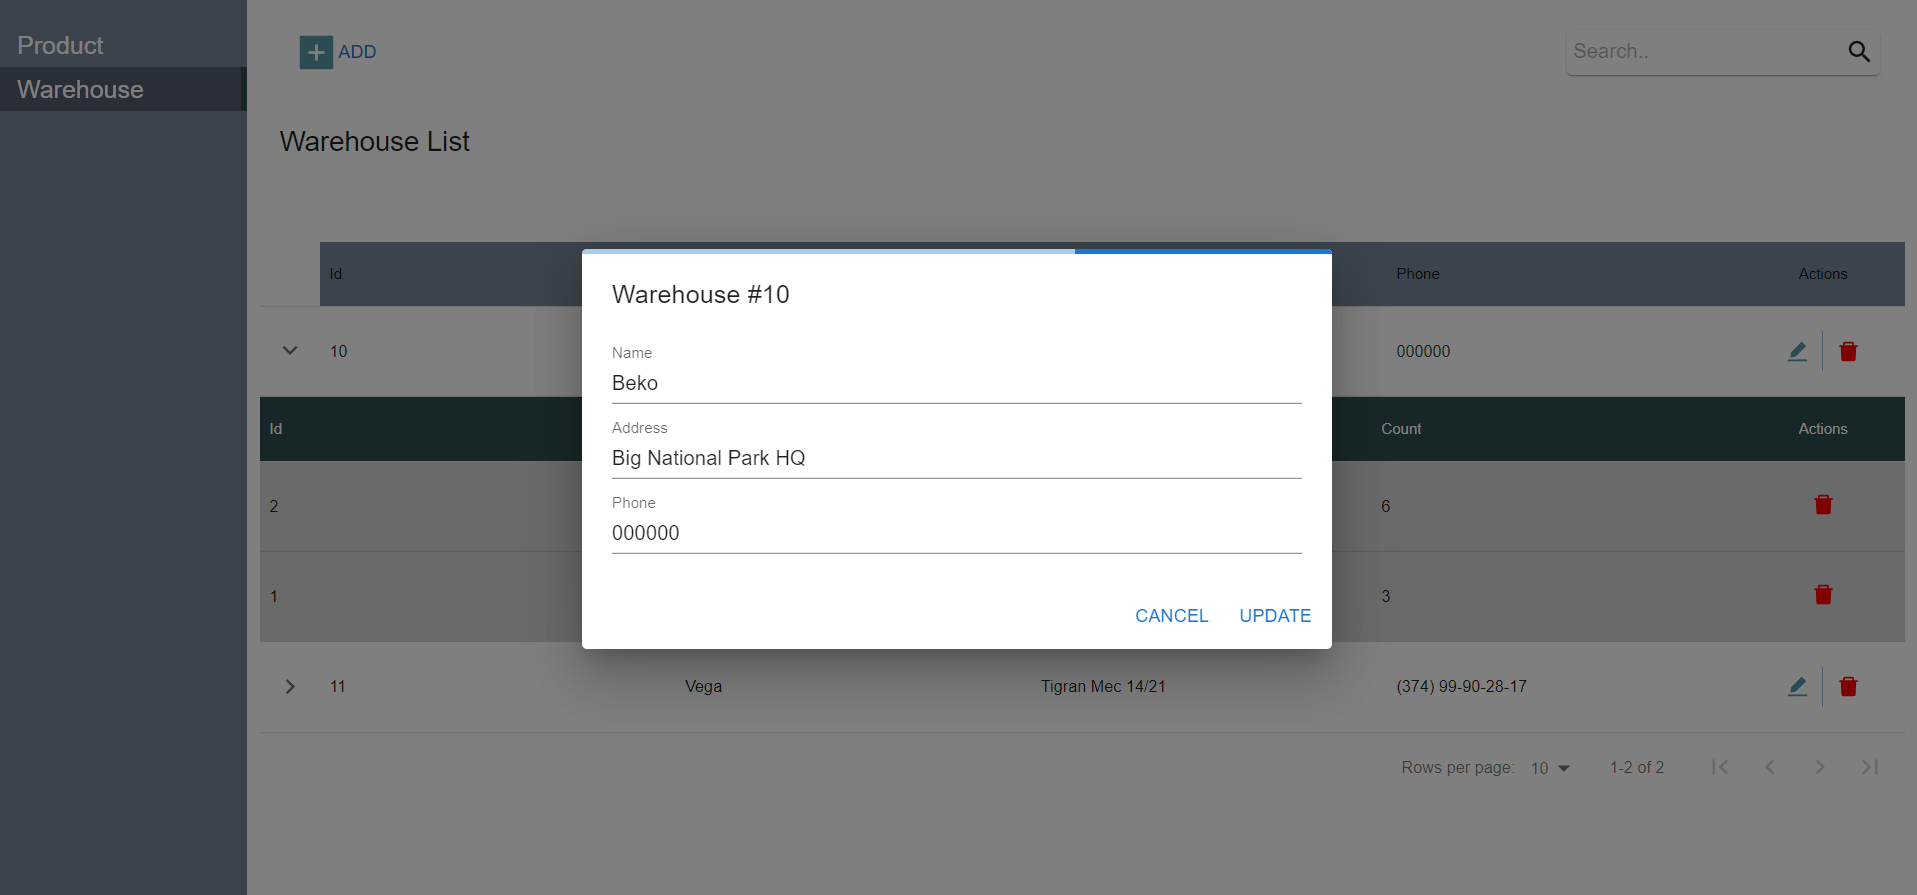 Product
Warehouse
ADD
Search..
Warehouse List
Id Phone Actions
10 000000
Id Count Actions
2 6
1 3
11 Vega Tigran Mec 14/21 (374) 99-90-28-17
Rows per page: 10 1-2 of 2
Warehouse #10
Name
Beko
Address
Big National Park HQ
Phone
000000
CANCEL UPDATE